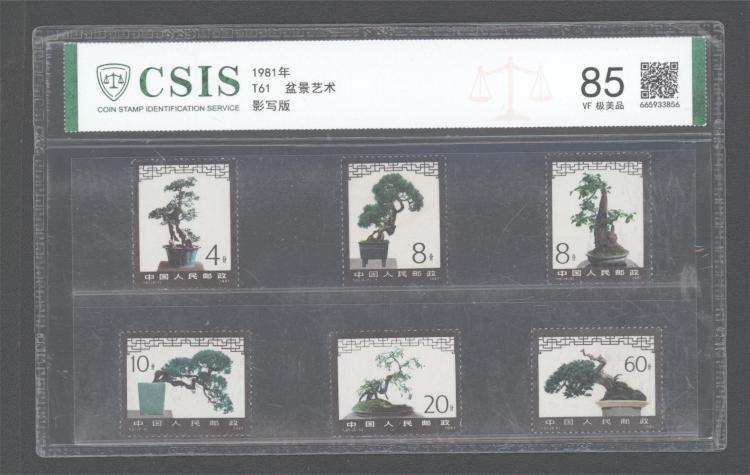 CSIS
COIN STAMP IDENTIFICATION SERVICE
1981年
T61 盆景艺术
影写版
85
VF 极美品
665933856
4分
中国人民邮政
8分
中国人民邮政
8分
中国人民邮政
10分
中国人民邮政
20分
中国人民邮政
60分
中国人民邮政